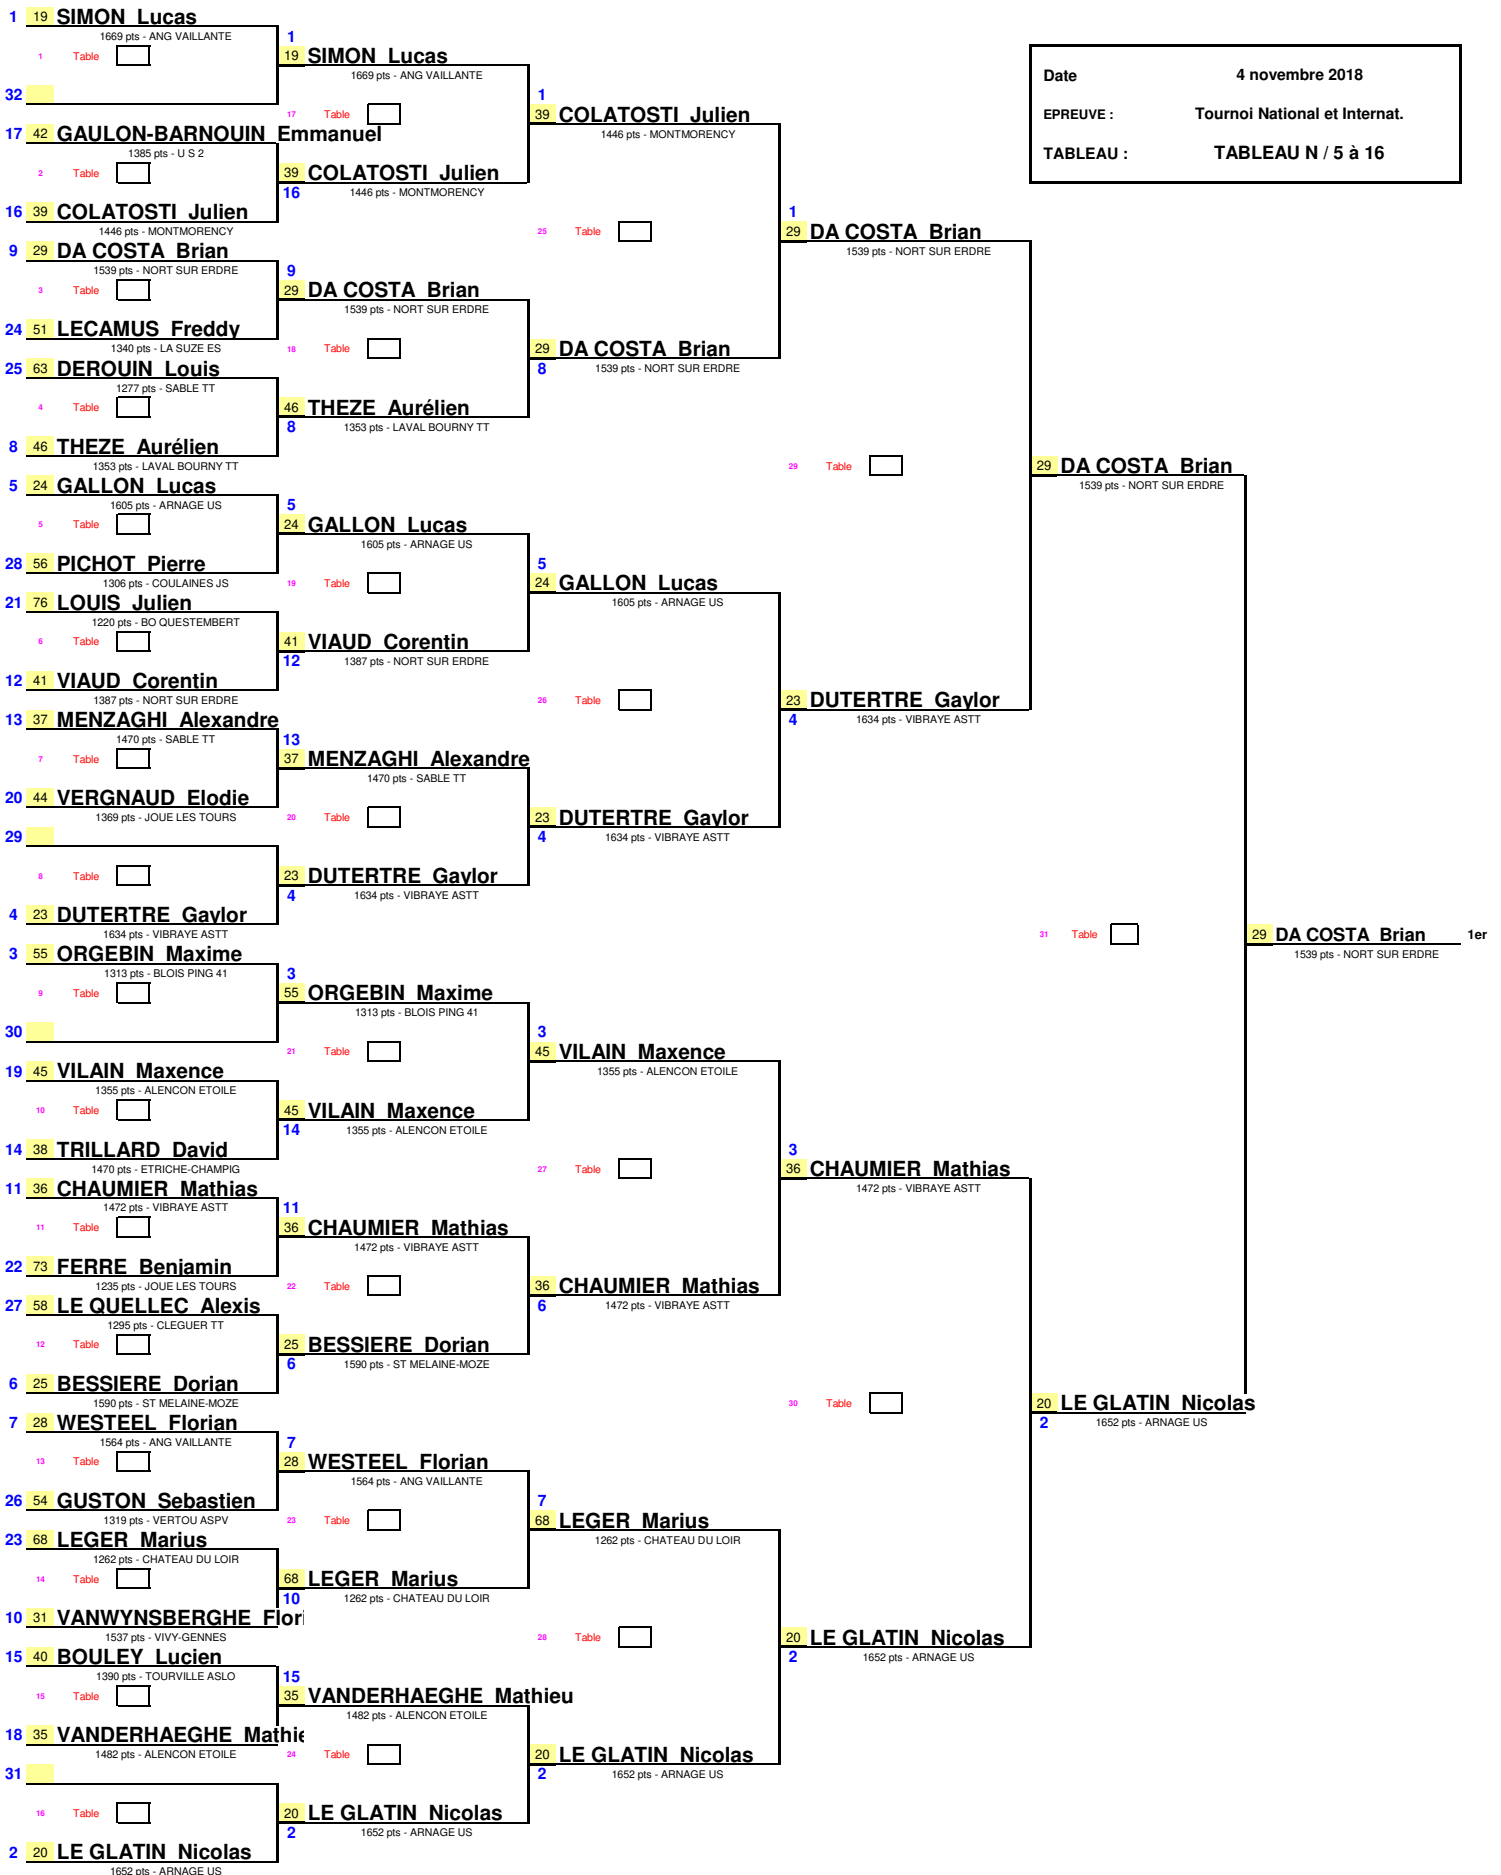 Date 4 novembre 2018
EPREUVE : Tournoi National et Internat.
TABLEAU : TABLEAU N / 5 à 16
1 19 SIMON Lucas
1669 pts - ANG VAILLANTE
1 Table
32
17 42 GAULON-BARNOUIN Emmanuel
1385 pts - U S 2
2 Table
16 39 COLATOSTI Julien
1446 pts - MONTMORENCY
9 29 DA COSTA Brian
1539 pts - NORT SUR ERDRE
3 Table
24 51 LECAMUS Freddy
1340 pts - LA SUZE ES
25 63 DEROUIN Louis
1277 pts - SABLE TT
4 Table
8 46 THEZE Aurélien
1353 pts - LAVAL BOURNY TT
5 24 GALLON Lucas
1605 pts - ARNAGE US
5 Table
28 56 PICHOT Pierre
1306 pts - COULAINES JS
21 76 LOUIS Julien
1220 pts - BO QUESTEMBERT
6 Table
12 41 VIAUD Corentin
1387 pts - NORT SUR ERDRE
13 37 MENZAGHI Alexandre
1470 pts - SABLE TT
7 Table
20 44 VERGNAUD Elodie
1369 pts - JOUE LES TOURS
29
8 Table
4 23 DUTERTRE Gaylor
1634 pts - VIBRAYE ASTT
3 55 ORGEBIN Maxime
1313 pts - BLOIS PING 41
9 Table
30
19 45 VILAIN Maxence
1355 pts - ALENCON ETOILE
10 Table
14 38 TRILLARD David
1470 pts - ETRICHE-CHAMPIG
11 36 CHAUMIER Mathias
1472 pts - VIBRAYE ASTT
11 Table
22 73 FERRE Benjamin
1235 pts - JOUE LES TOURS
27 58 LE QUELLEC Alexis
1295 pts - CLEGUER TT
12 Table
6 25 BESSIERE Dorian
1590 pts - ST MELAINE-MOZE
7 28 WESTEEL Florian
1564 pts - ANG VAILLANTE
13 Table
26 54 GUSTON Sebastien
1319 pts - VERTOU ASPV
23 68 LEGER Marius
1262 pts - CHATEAU DU LOIR
14 Table
10 31 VANWYNSBERGHE Flori
1537 pts - VIVY-GENNES
15 40 BOULEY Lucien
1390 pts - TOURVILLE ASLO
15 Table
18 35 VANDERHAEGHE Mathie
1482 pts - ALENCON ETOILE
31
16 Table
2 20 LE GLATIN Nicolas
1652 pts - ARNAGE US
1
19 SIMON Lucas
1669 pts - ANG VAILLANTE
17 Table
39 COLATOSTI Julien
16 1446 pts - MONTMORENCY
9
29 DA COSTA Brian
1539 pts - NORT SUR ERDRE
18 Table
46 THEZE Aurélien
8 1353 pts - LAVAL BOURNY TT
5
24 GALLON Lucas
1605 pts - ARNAGE US
19 Table
41 VIAUD Corentin
12 1387 pts - NORT SUR ERDRE
13
37 MENZAGHI Alexandre
1470 pts - SABLE TT
20 Table
23 DUTERTRE Gaylor
4 1634 pts - VIBRAYE ASTT
3
55 ORGEBIN Maxime
1313 pts - BLOIS PING 41
21 Table
45 VILAIN Maxence
14 1355 pts - ALENCON ETOILE
11
36 CHAUMIER Mathias
1472 pts - VIBRAYE ASTT
22 Table
25 BESSIERE Dorian
6 1590 pts - ST MELAINE-MOZE
7
28 WESTEEL Florian
1564 pts - ANG VAILLANTE
23 Table
68 LEGER Marius
10 1262 pts - CHATEAU DU LOIR
15
35 VANDERHAEGHE Mathieu
1482 pts - ALENCON ETOILE
24 Table
20 LE GLATIN Nicolas
2 1652 pts - ARNAGE US
1
39 COLATOSTI Julien
1446 pts - MONTMORENCY
25 Table
29 DA COSTA Brian
8 1539 pts - NORT SUR ERDRE
5
24 GALLON Lucas
1605 pts - ARNAGE US
26 Table
23 DUTERTRE Gaylor
4 1634 pts - VIBRAYE ASTT
3
45 VILAIN Maxence
1355 pts - ALENCON ETOILE
27 Table
36 CHAUMIER Mathias
6 1472 pts - VIBRAYE ASTT
7
68 LEGER Marius
1262 pts - CHATEAU DU LOIR
28 Table
20 LE GLATIN Nicolas
2 1652 pts - ARNAGE US
1
29 DA COSTA Brian
1539 pts - NORT SUR ERDRE
29 Table
23 DUTERTRE Gaylor
4 1634 pts - VIBRAYE ASTT
3
36 CHAUMIER Mathias
1472 pts - VIBRAYE ASTT
30 Table
20 LE GLATIN Nicolas
2 1652 pts - ARNAGE US
29 DA COSTA Brian
1539 pts - NORT SUR ERDRE
31 Table
20 LE GLATIN Nicolas
2 1652 pts - ARNAGE US
29 DA COSTA Brian 1er
1539 pts - NORT SUR ERDRE